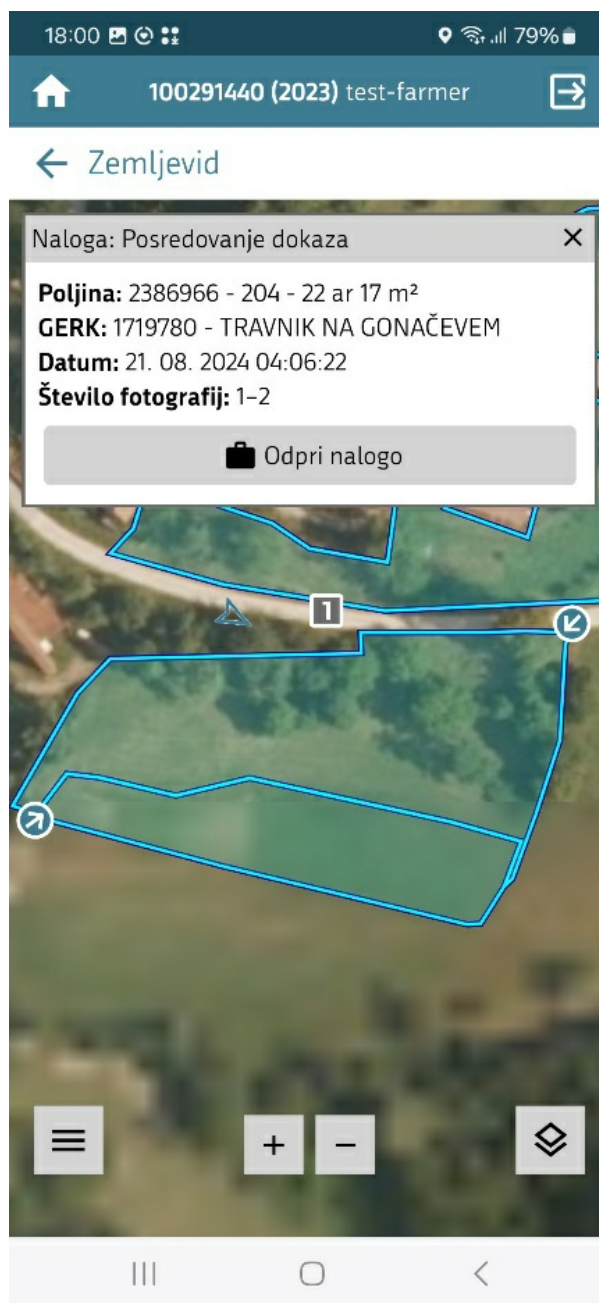 18:00 79%
100291440 (2023) test-farmer
Zemljevid
Naloga: Posredovanje dokaza
Poljina: 2386966 - 204 - 22 ar 17 m²
GERK: 1719780 - TRAVNIK NA GONAČEVEM
Datum: 21. 08. 2024 04:06:22
Število fotografij: 1–2
Odpri nalogo
1
+ −